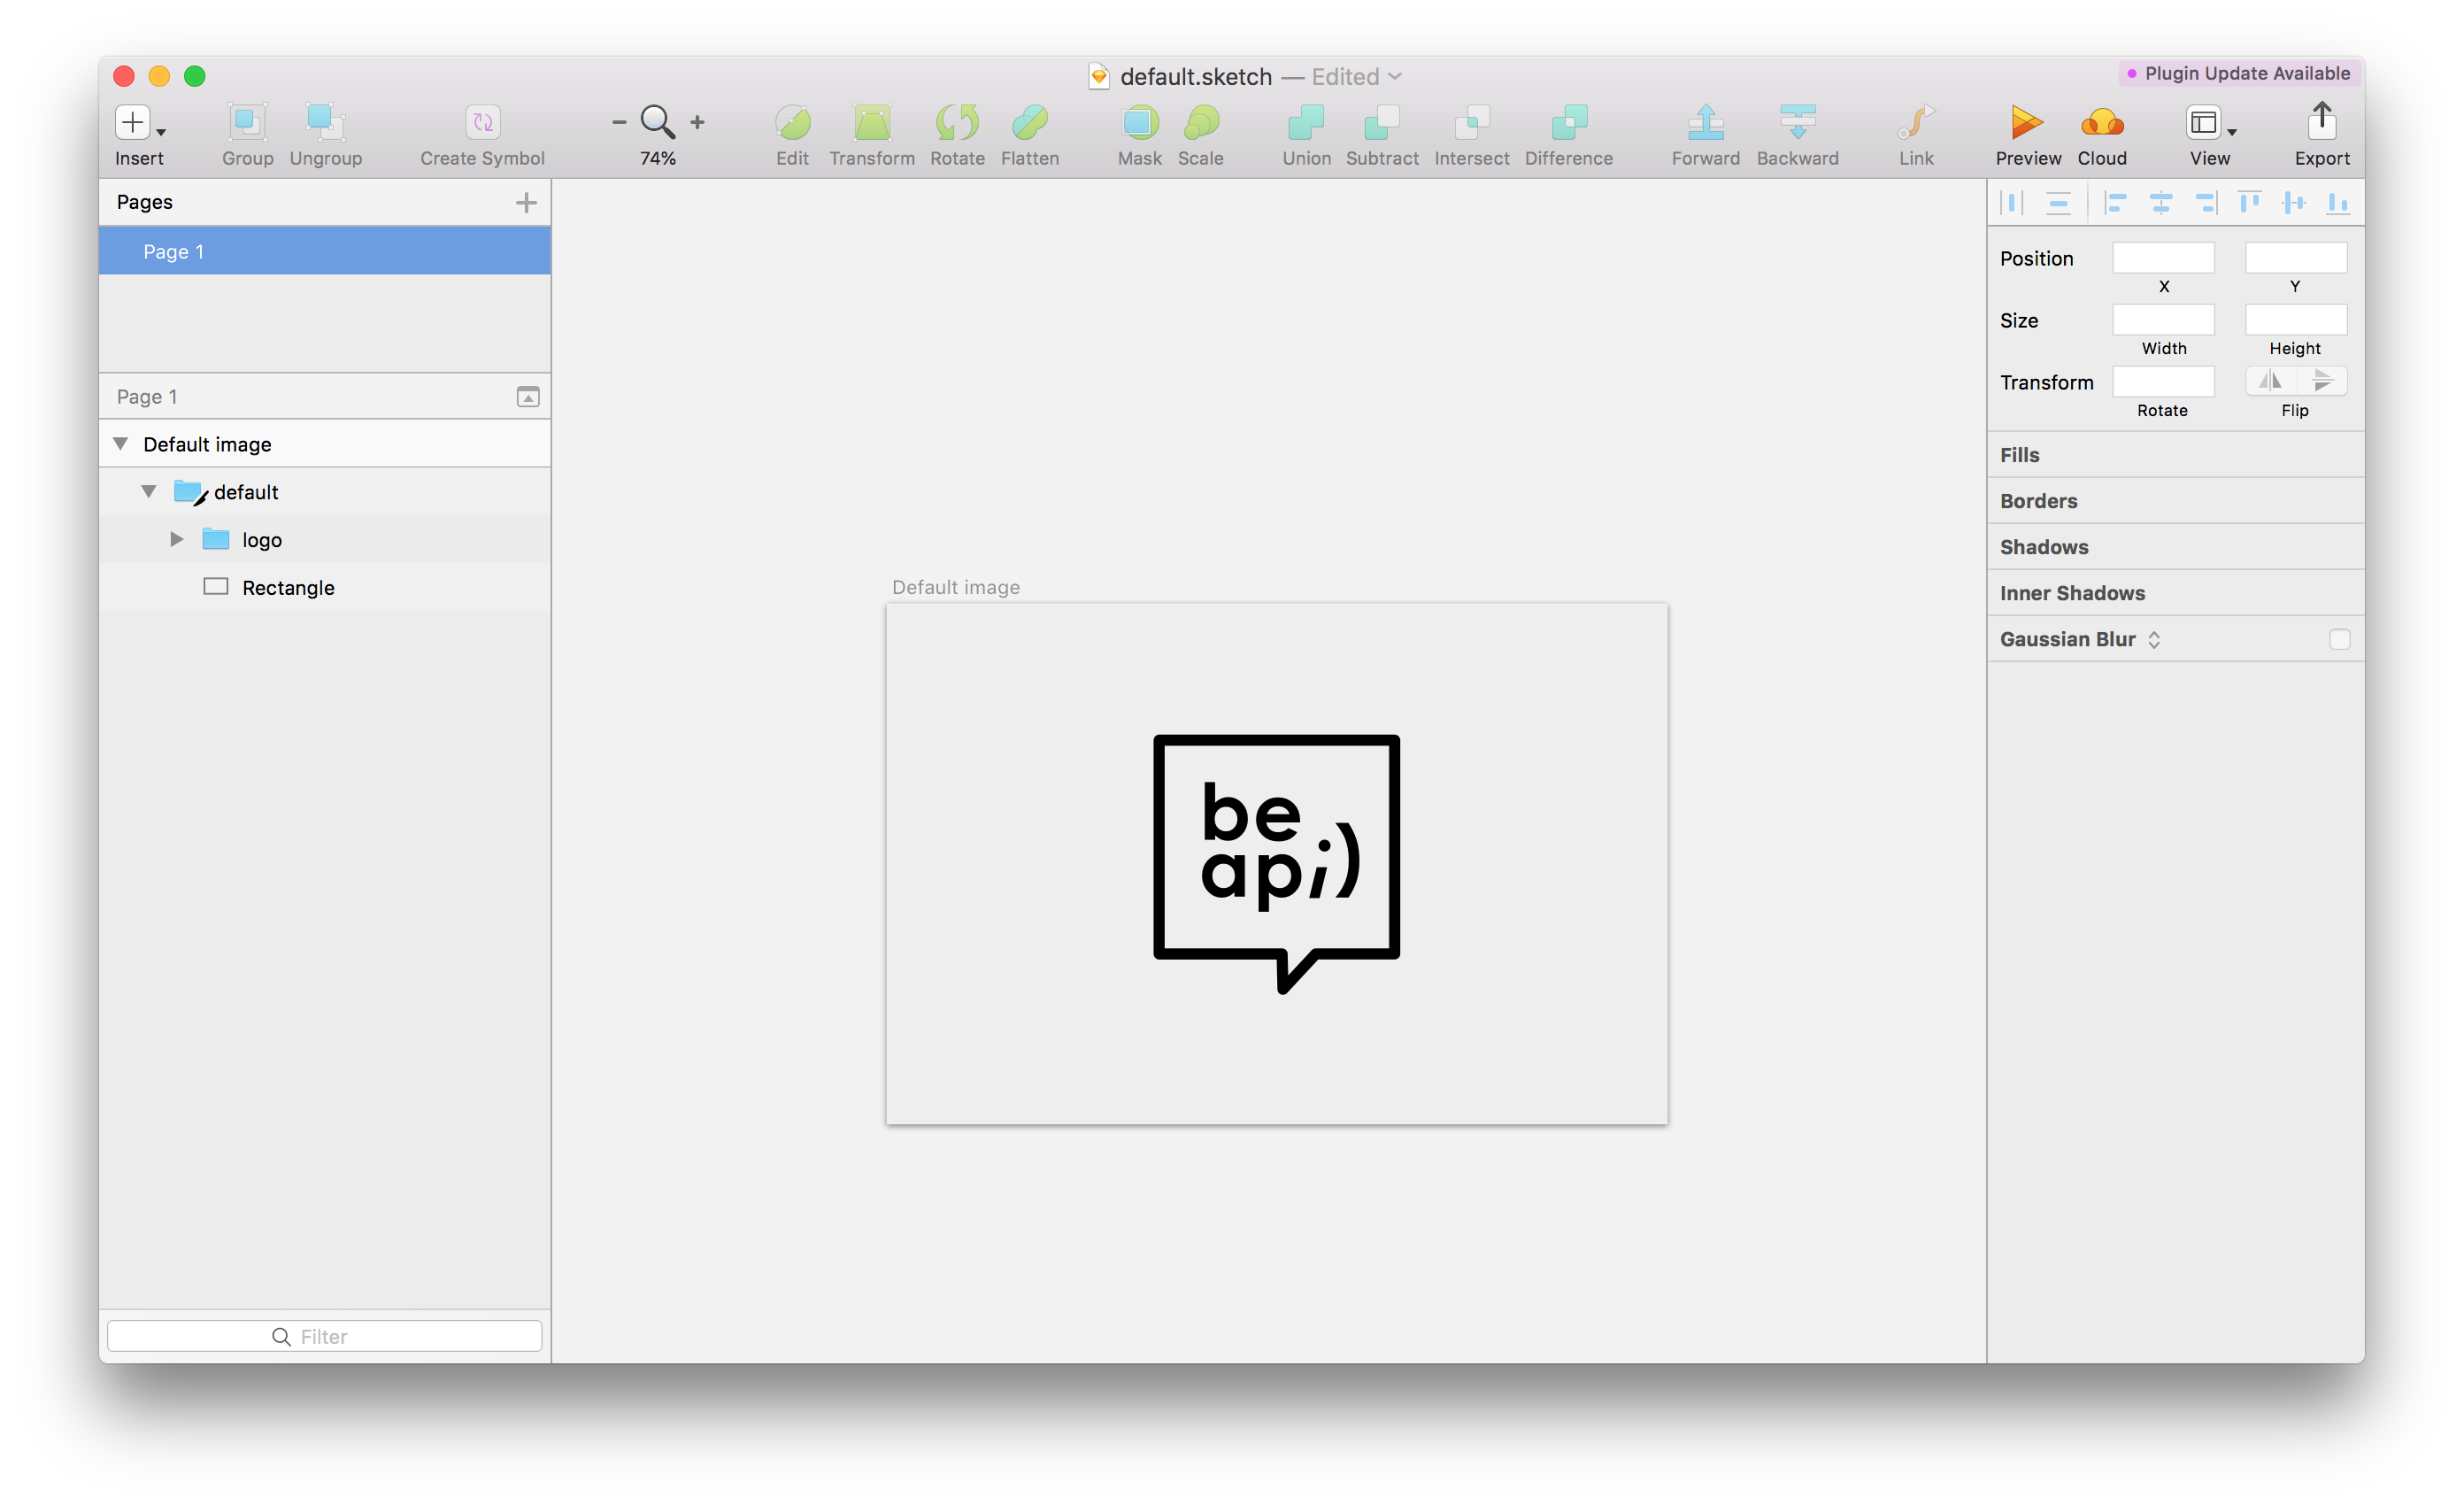 default.sketch — Edited
Plugin Update Available
Insert
Group
Ungroup
Create Symbol
74%
Edit
Transform
Rotate
Flatten
Mask
Scale
Union
Subtract
Intersect
Difference
Forward
Backward
Link
Preview
Cloud
View
Export
Pages
Page 1
Page 1
Default image
default
logo
Rectangle
Filter
Default image
be
api)
Position
X
Y
Size
Width
Height
Transform
Rotate
Flip
Fills
Borders
Shadows
Inner Shadows
Gaussian Blur